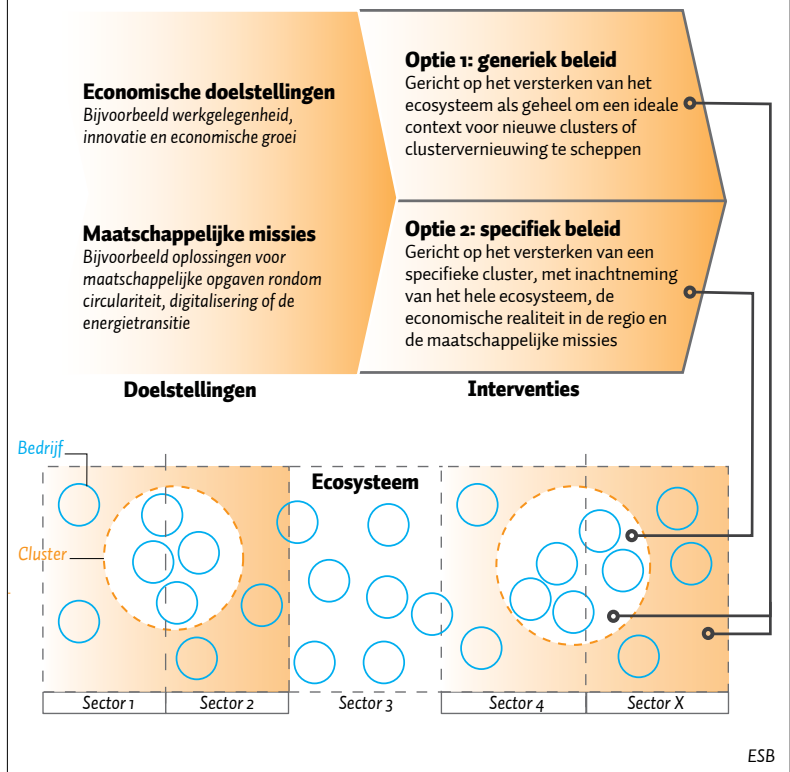 Economische doelstellingen
Bijvoorbeeld werkgelegenheid,
innovatie en economische groei
Maatschappelijke missies
Bijvoorbeeld oplossingen voor
maatschappelijke opgaven rondom
circulariteit, digitalisering of de
energietransitie
Doelstellingen
Optie 1: generiek beleid
Gericht op het versterken van het
ecosysteem als geheel om een ideale
context voor nieuwe clusters of
clustervernieuwing te scheppen
Optie 2: specifiek beleid
Gericht op het versterken van een
specifieke cluster, met inachtneming
van het hele ecosysteem, de
economische realiteit in de regio en
de maatschappelijke missies
Interventies
Bedrijf
Cluster
Ecosysteem
Sector 1
Sector 2
Sector 3
Sector 4
Sector X
ESB